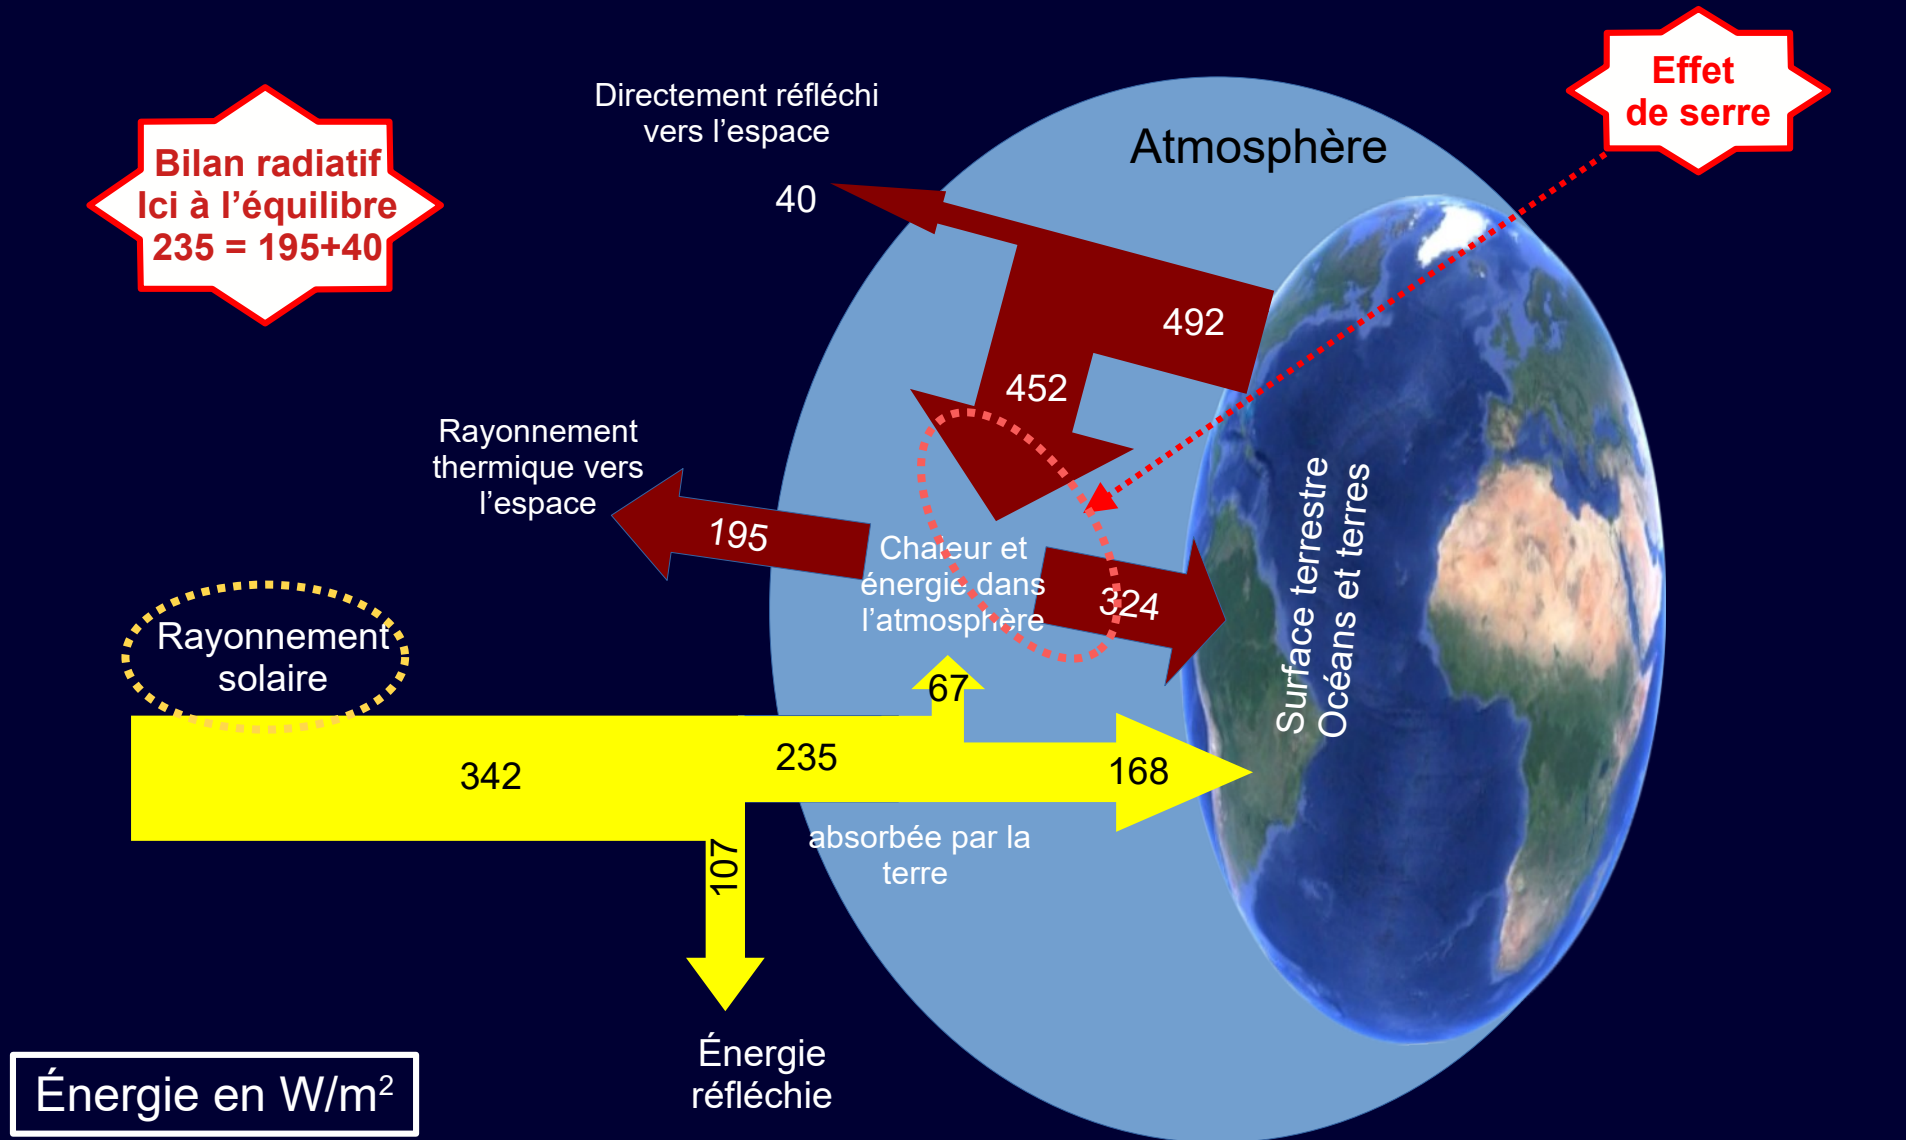 Directement réfléchi
vers l'espace
Effet
de serre
Bilan radiatif
Ici à l'équilibre
235 = 195+40
Atmosphère
40
492
452
Rayonnement
thermique vers
l'espace
195
Chaleur et
énergie dans
l'atmosphère
324
Surface terrestre
Océans et terres
Rayonnement
solaire
67
342
235
168
absorbée par la
terre
107
Énergie
réfléchie
Énergie en W/m²